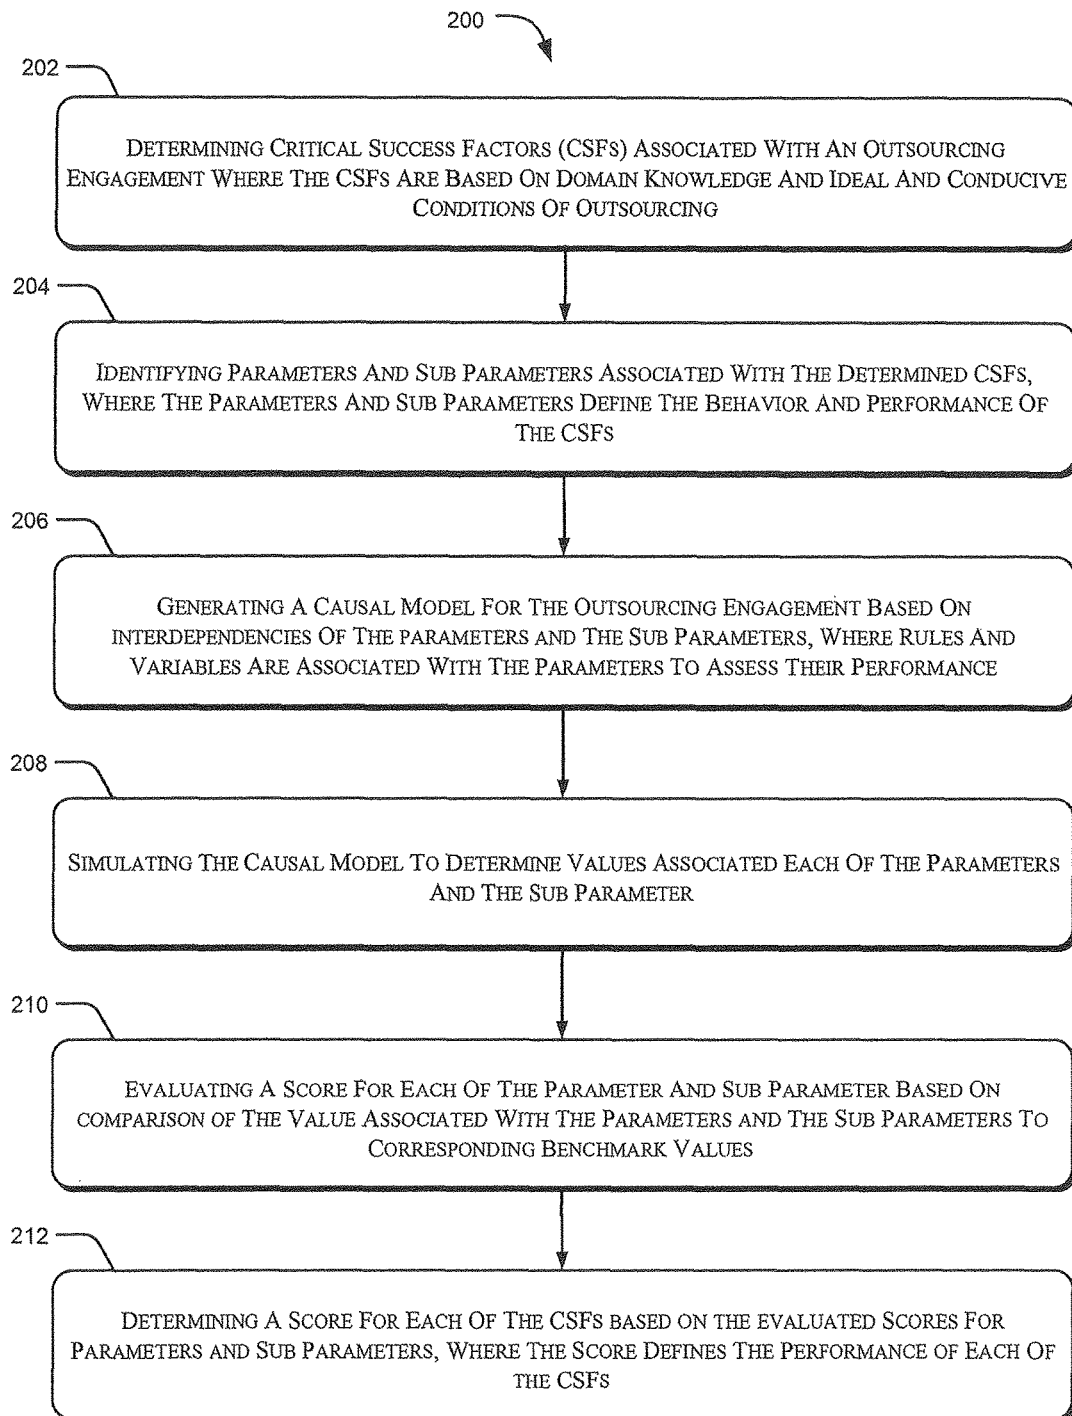 200
202
DETERMINING CRITICAL SUCCESS FACTORS (CSFS) ASSOCIATED WITH AN OUTSOURCING
ENGAGEMENT WHERE THE CSFS ARE BASED ON DOMAIN KNOWLEDGE AND IDEAL AND CONDUCIVE
CONDITIONS OF OUTSOURCING
204
IDENTIFYING PARAMETERS AND SUB PARAMETERS ASSOCIATED WITH THE DETERMINED CSFS,
WHERE THE PARAMETERS AND SUB PARAMETERS DEFINE THE BEHAVIOR AND PERFORMANCE OF
THE CSFS
206
GENERATING A CAUSAL MODEL FOR THE OUTSOURCING ENGAGEMENT BASED ON
INTERDEPENDENCIES OF THE PARAMETERS AND THE SUB PARAMETERS, WHERE RULES AND
VARIABLES ARE ASSOCIATED WITH THE PARAMETERS TO ASSESS THEIR PERFORMANCE
208
SIMULATING THE CAUSAL MODEL TO DETERMINE VALUES ASSOCIATED EACH OF THE PARAMETERS
AND THE SUB PARAMETER
210
EVALUATING A SCORE FOR EACH OF THE PARAMETER AND SUB PARAMETER BASED ON
COMPARISON OF THE VALUE ASSOCIATED WITH THE PARAMETERS AND THE SUB PARAMETERS TO
CORRESPONDING BENCHMARK VALUES
212
DETERMINING A SCORE FOR EACH OF THE CSFS BASED ON THE EVALUATED SCORES FOR
PARAMETERS AND SUB PARAMETERS, WHERE THE SCORE DEFINES THE PERFORMANCE OF EACH OF
THE CSFS